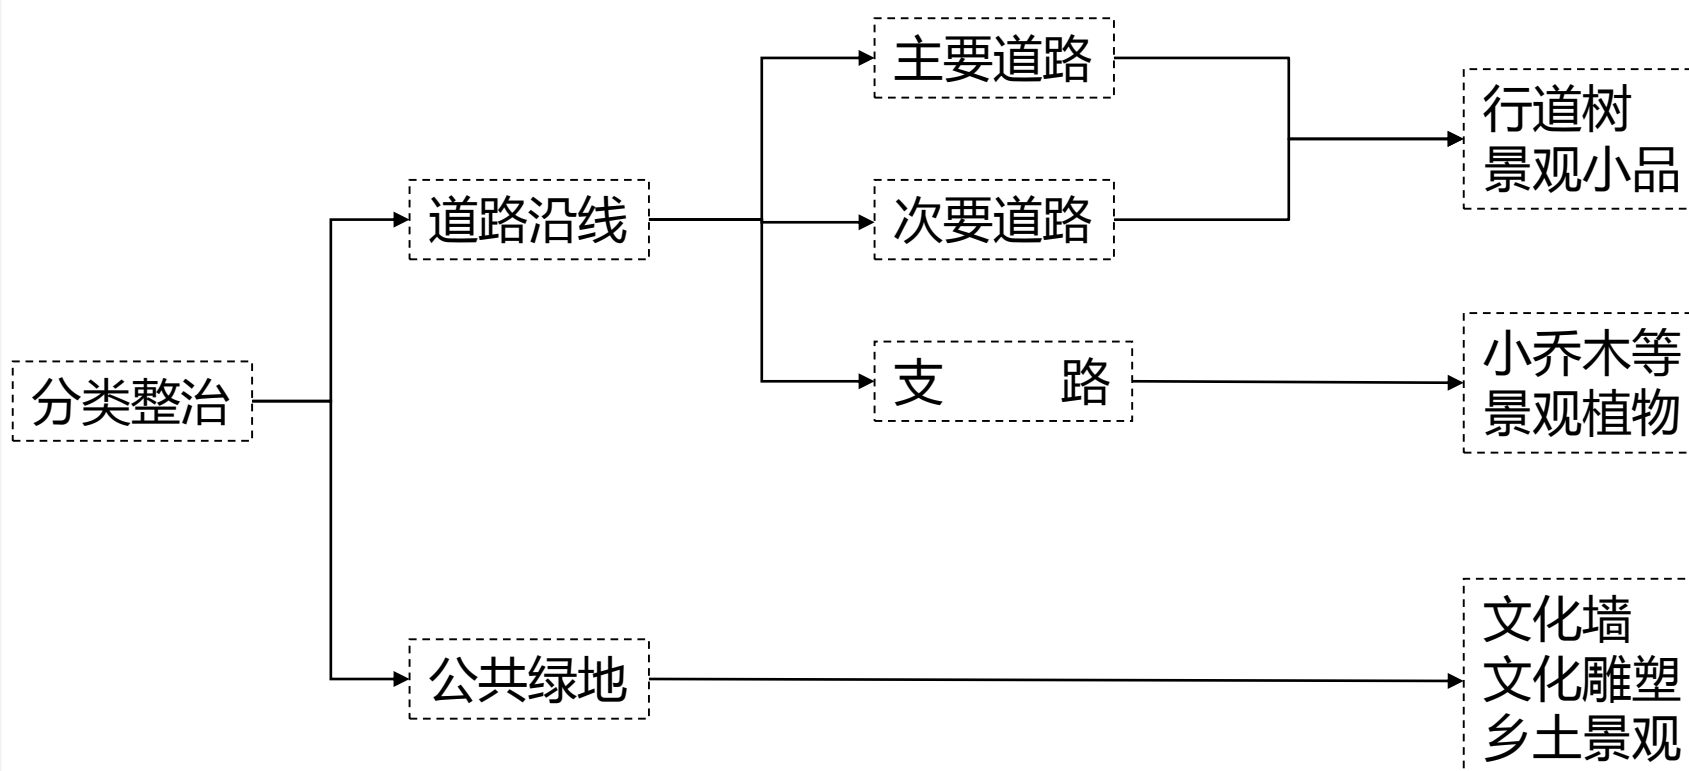 主要道路
行道树
景观小品
道路沿线
次要道路
小乔木等
景观植物
支 路
分类整治
文化墙
文化雕塑
乡土景观
公共绿地